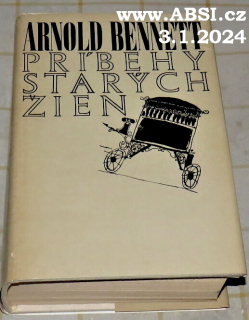 www.ABSI.cz
3,1.2024
ARNOLD BENNETT
PRÍBEHY
STARÝCH
ŽIEN